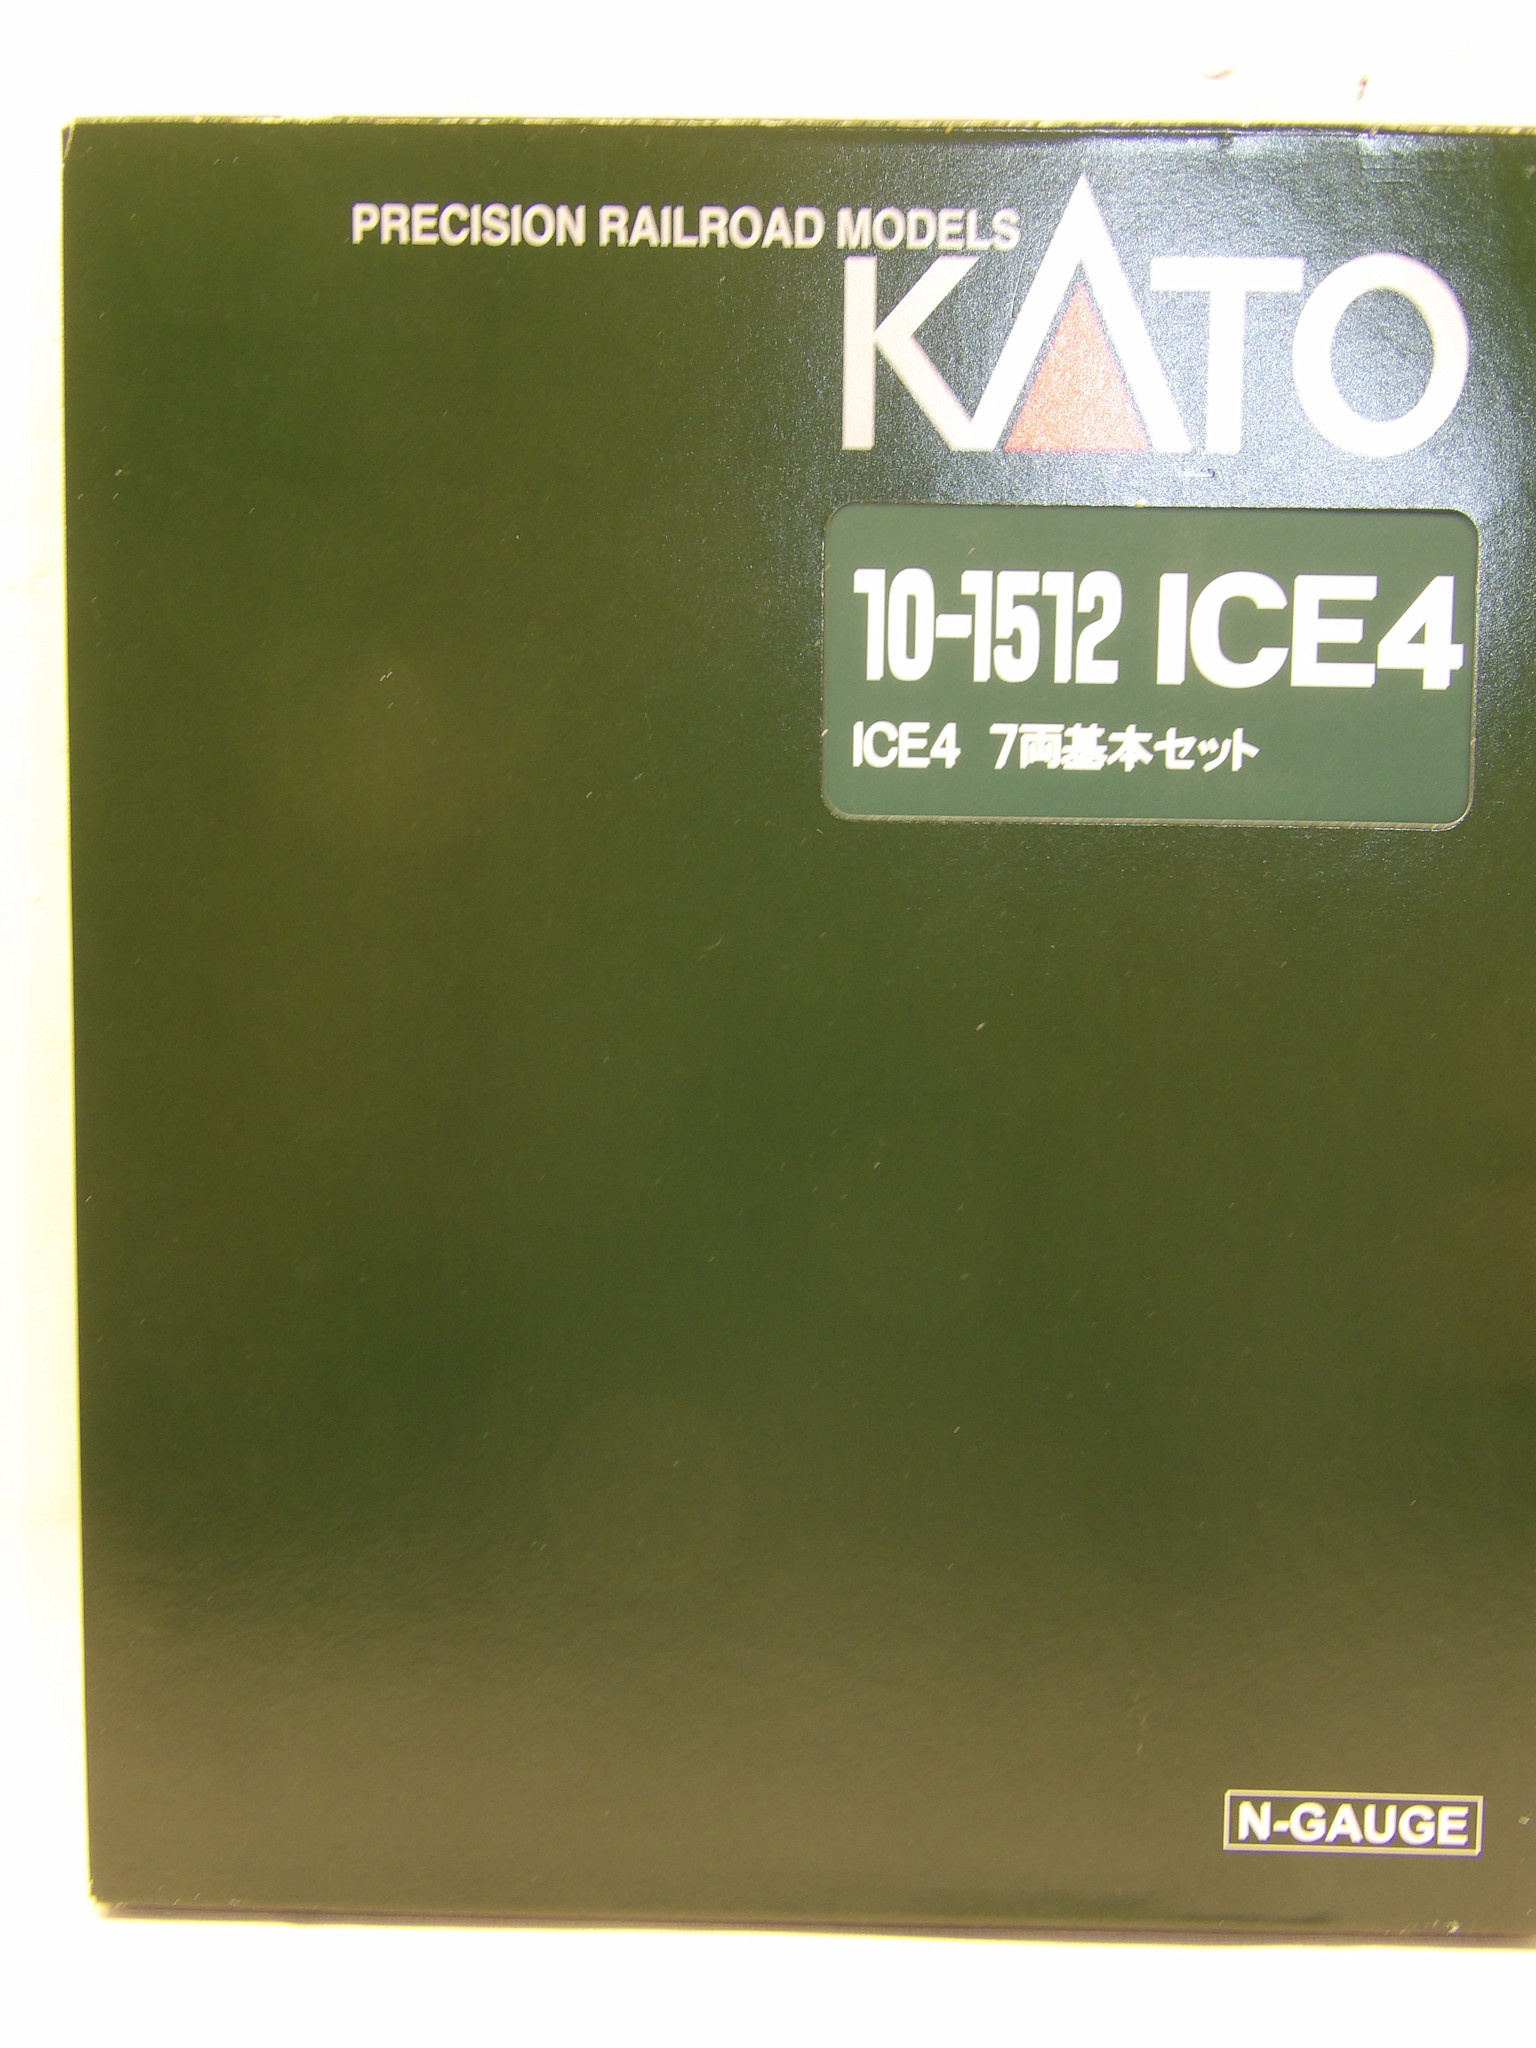 PRECISION RAILROAD MODELS
KATO
10-1512 ICE4
ICE4 7両基本セット
N-GAUGE